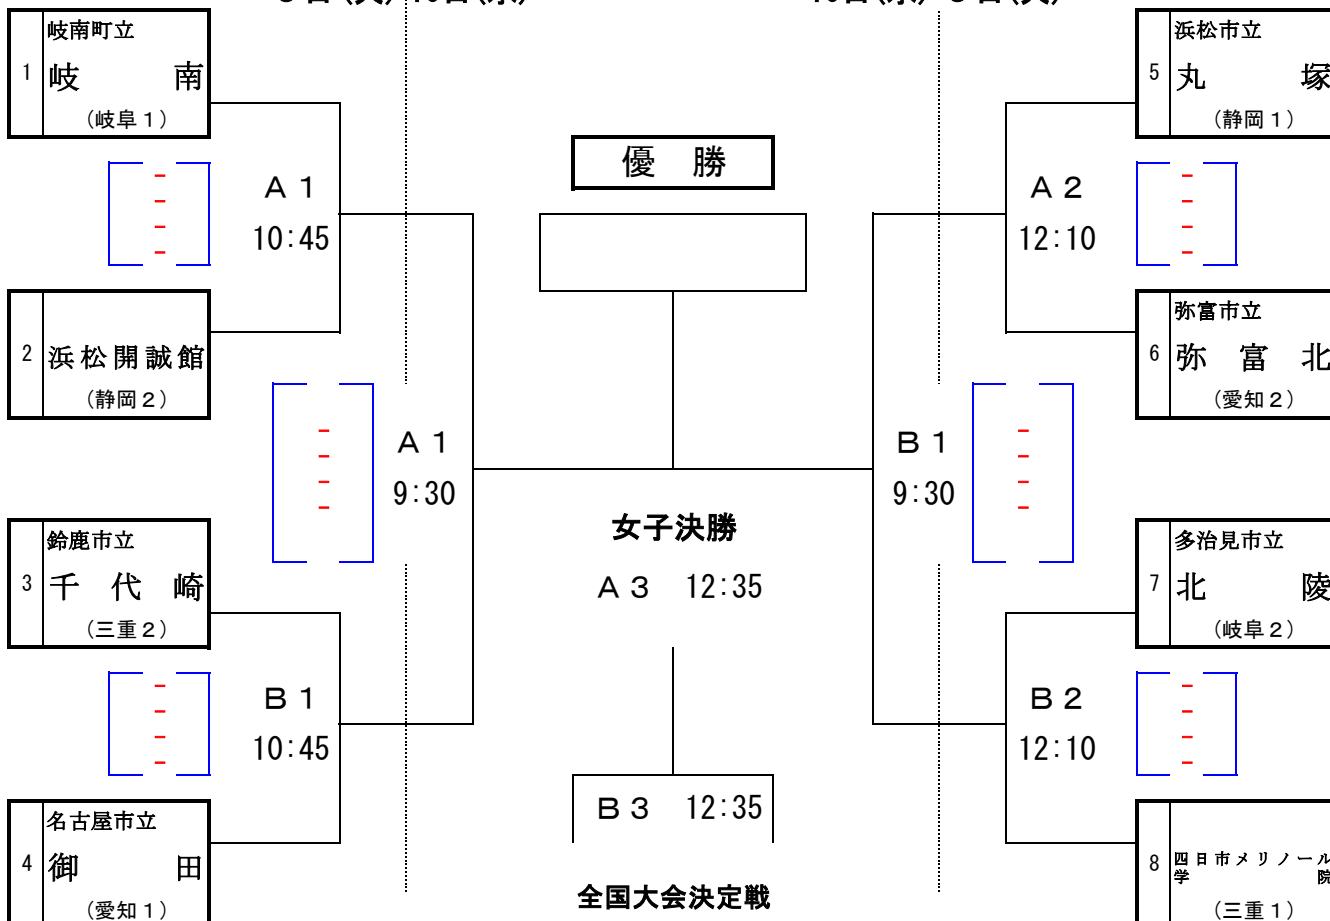 1
岐南町立
岐 南
(岐阜1)
A1
10:45
2
浜松開誠館
(静岡2)
A1
9:30
3
鈴鹿市立
千代崎
(三重2)
B1
10:45
4
名古屋市立
御 田
(愛知1)
優 勝
女子決勝
A3 12:35
B3 12:35
全国大会決定戦
5
浜松市立
丸 塚
(静岡1)
A2
12:10
6
弥富市立
弥 富 北
(愛知2)
B1
9:30
7
多治見市立
北 陵
(岐阜2)
B2
12:10
8
四日市メリノール
学 院
(三重1)